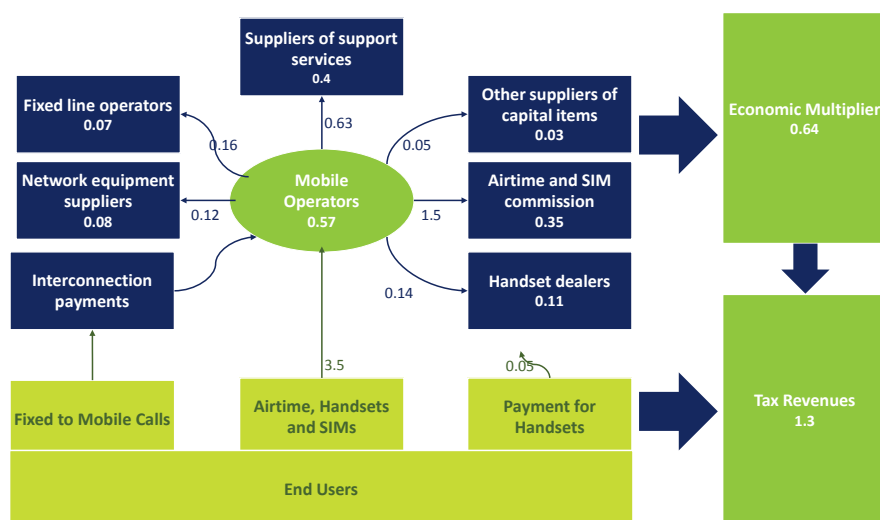 Suppliers of support
services
0.4
Fixed line operators
0.07
Other suppliers of
capital items
0.03
Economic Multiplier
0.64
0.16
0.63
0.05
Network equipment
suppliers
0.08
0.12
Mobile
Operators
0.57
1.5
Airtime and SIM
commission
0.35
Interconnection
payments
0.14
Handset dealers
0.11
3.5
0.05
Fixed to Mobile Calls
Airtime, Handsets
and SIMs
Payment for
Handsets
Tax Revenues
1.3
End Users